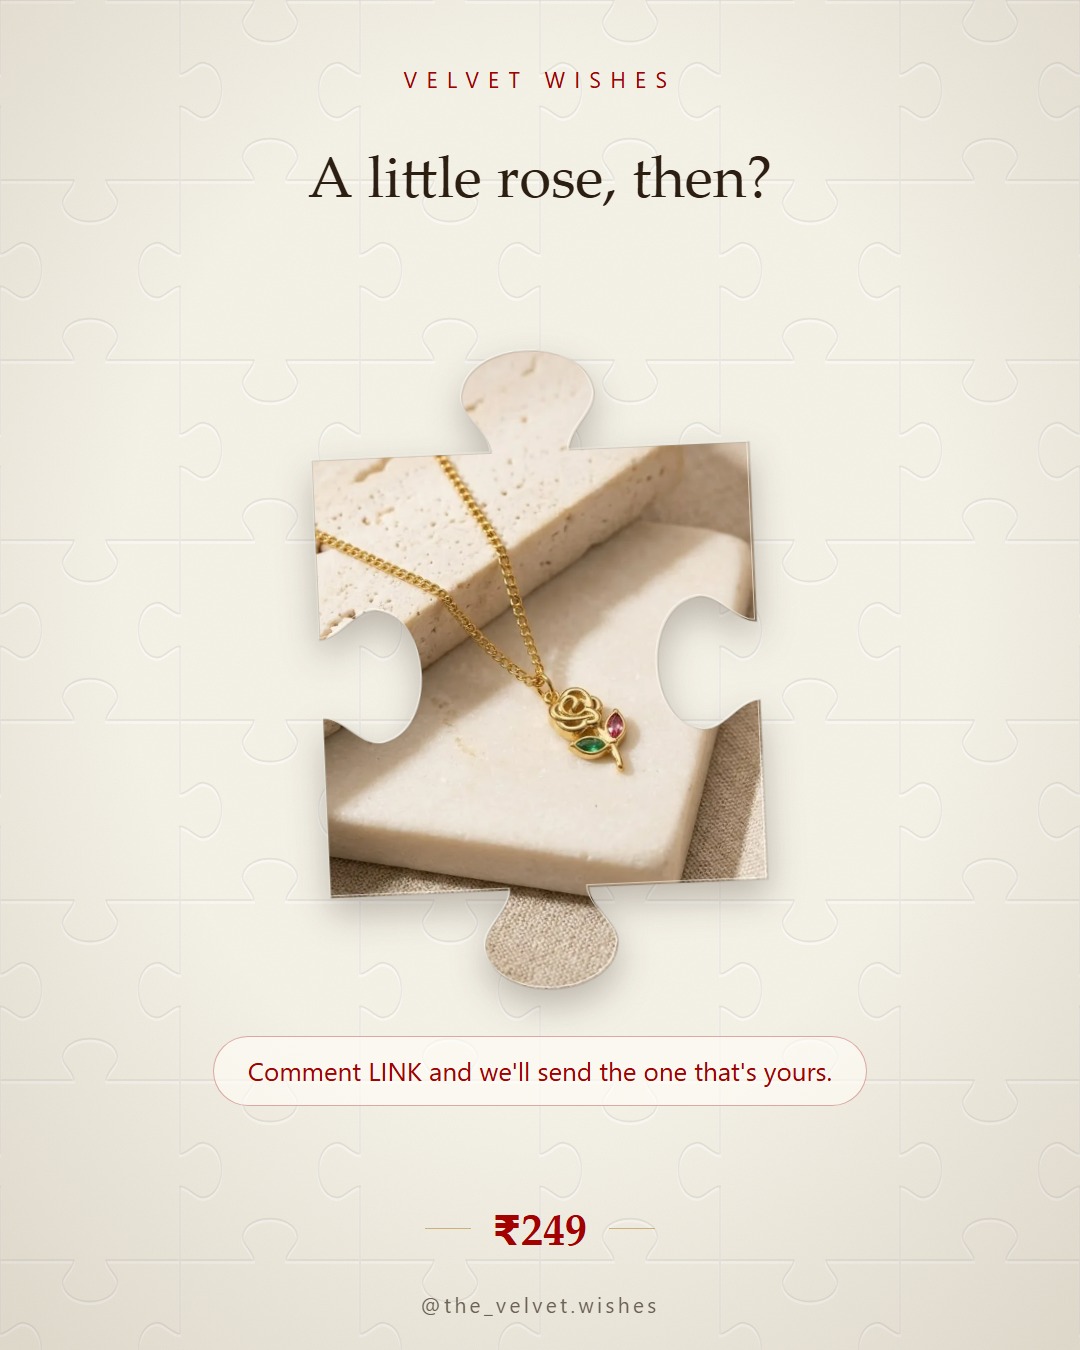 VELVET WISHES
A little rose, then?
Comment LINK and we'll send the one that's yours.
₹249
@the_velvet.wishes